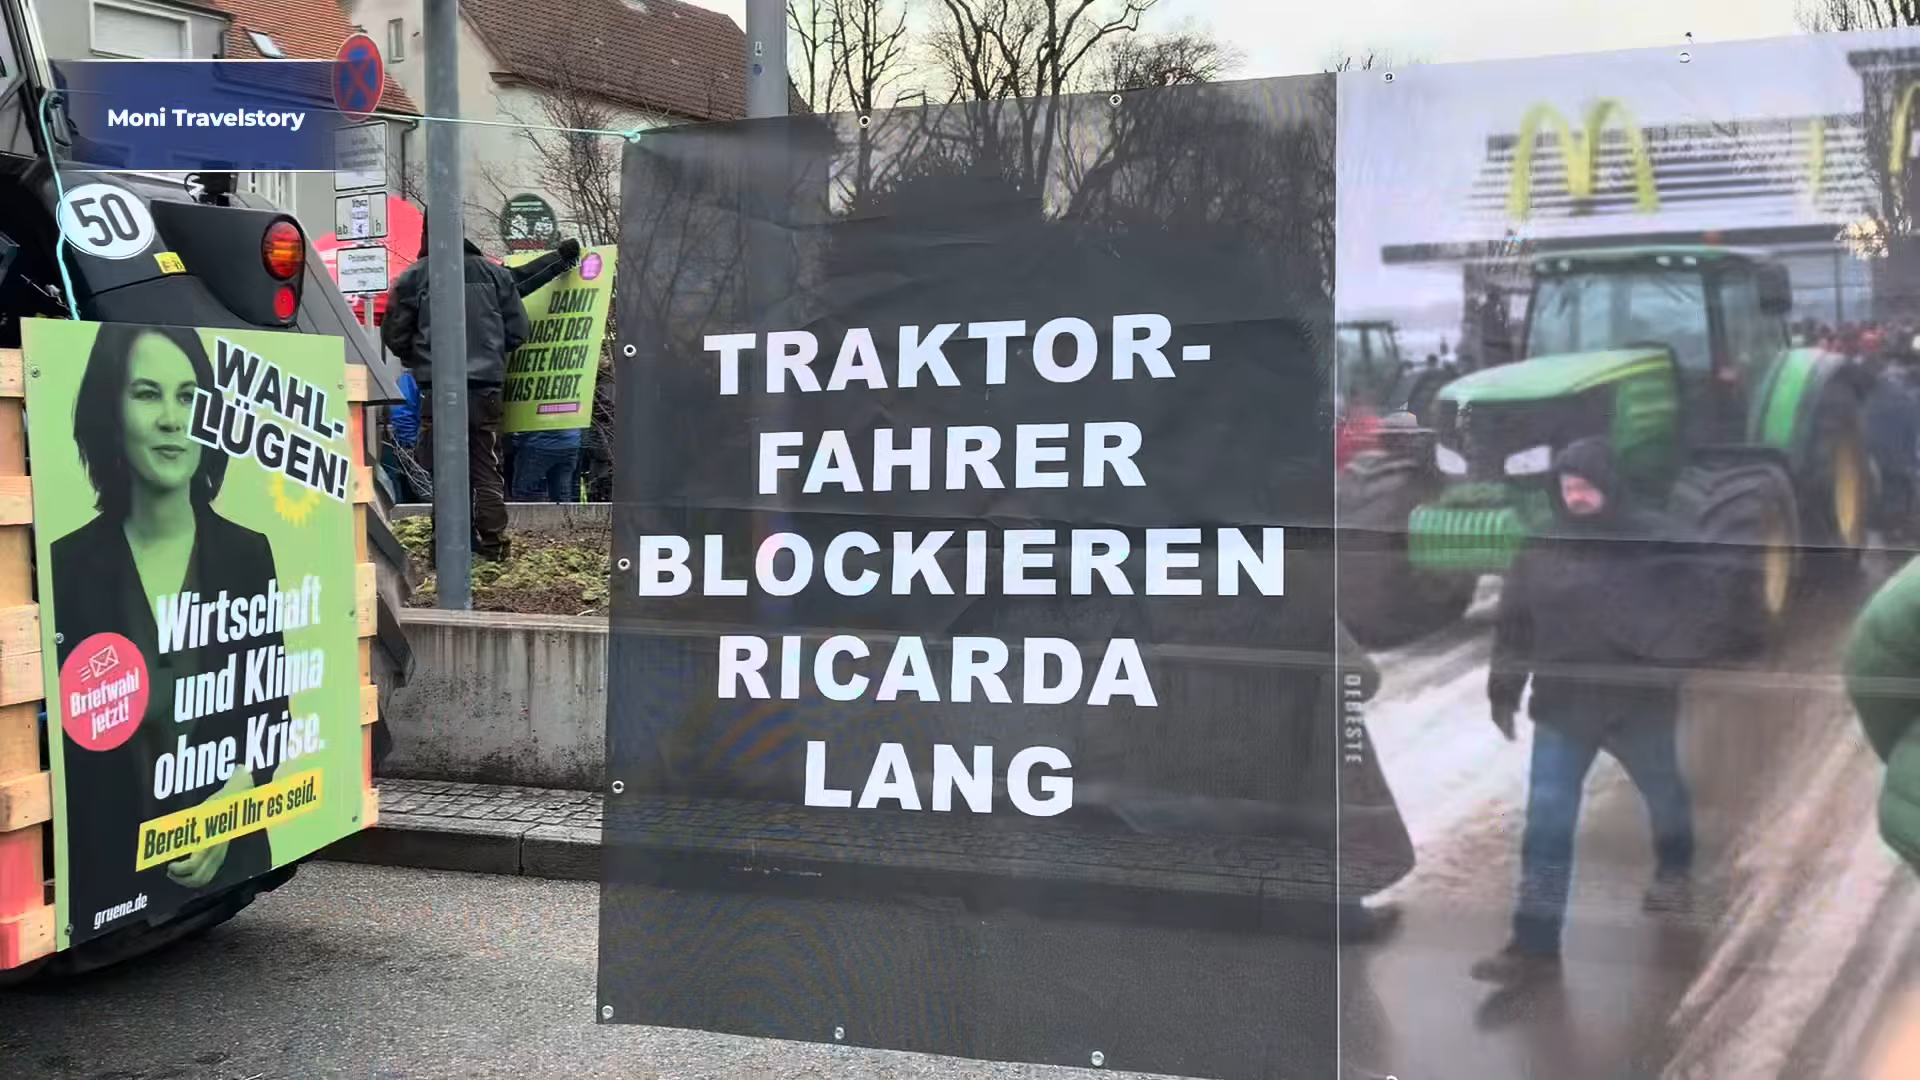 Moni Travelstory
50
WAHL-
LÜGEN!
Wirtschaft
und Klima
ohne Krise.
Briefwahl
jetzt!
Bereit, weil Ihr es seid.
gruene.de
DAMIT
NACH DER
MIETE NOCH
WAS BLEIBT.
TRAKTOR-
FAHRER
BLOCKIEREN
RICARDA
LANG
DEBESTE